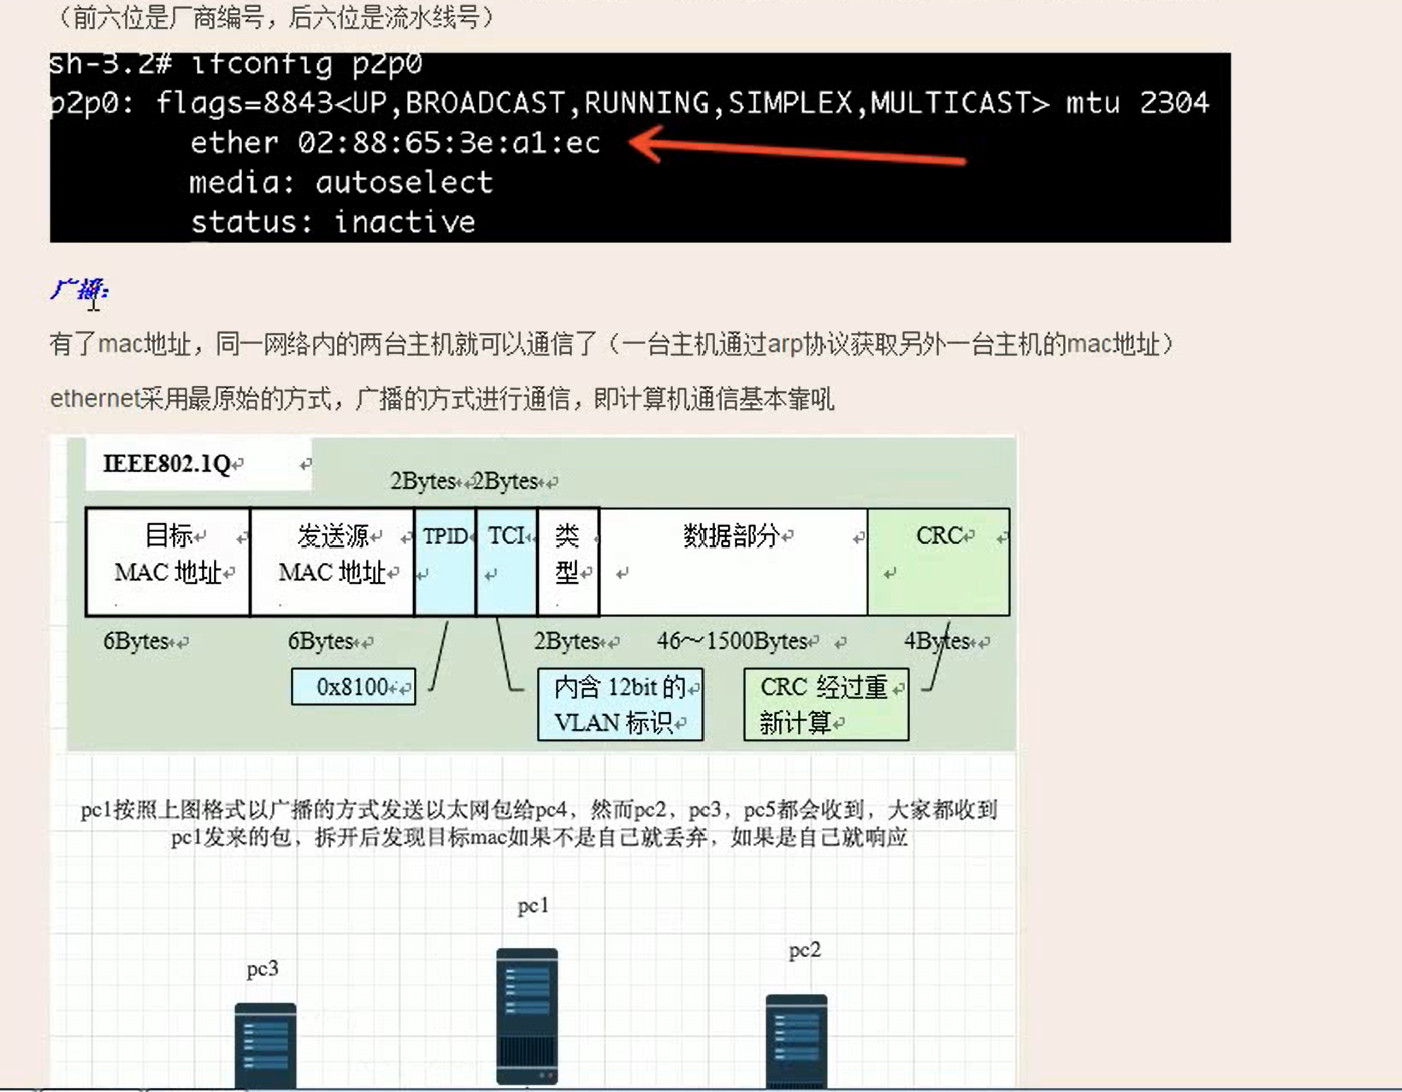 （前六位是厂商编号，后六位是流水线号）
sh-3.2# ifconfig p2p0
p2p0: flags=8843<UP,BROADCAST,RUNNING,SIMPLEX,MULTICAST> mtu 2304
ether 02:88:65:3e:a1:ec
media: autoselect
status: inactive
广播：
有了mac地址，同一网络内的两台主机就可以通信了（一台主机通过arp协议获取另外一台主机的mac地址）
ethernet采用最原始的方式，广播的方式进行通信，即计算机通信基本靠吼
IEEE802.1Q
2Bytes 2Bytes
目标 MAC 地址
发送源 MAC 地址
TPID
TCI
类型
数据部分
CRC
6Bytes
6Bytes
2Bytes
46～1500Bytes
4Bytes
0x8100
内含 12bit 的
VLAN 标识
CRC 经过重
新计算
pc1按照上图格式以广播的方式发送以太网包给pc4，然而pc2，pc3，pc5都会收到，大家都收到
pc1发来的包，拆开后发现目标mac如果不是自己就丢弃，如果是自己就响应
pc1
pc2
pc3